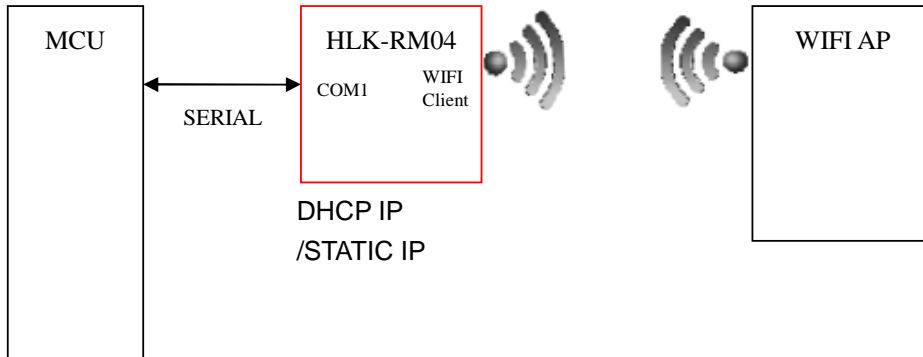 MCU
HLK-RM04
WIFI AP
COM1
WIFI
Client
SERIAL
DHCP IP
/STATIC IP